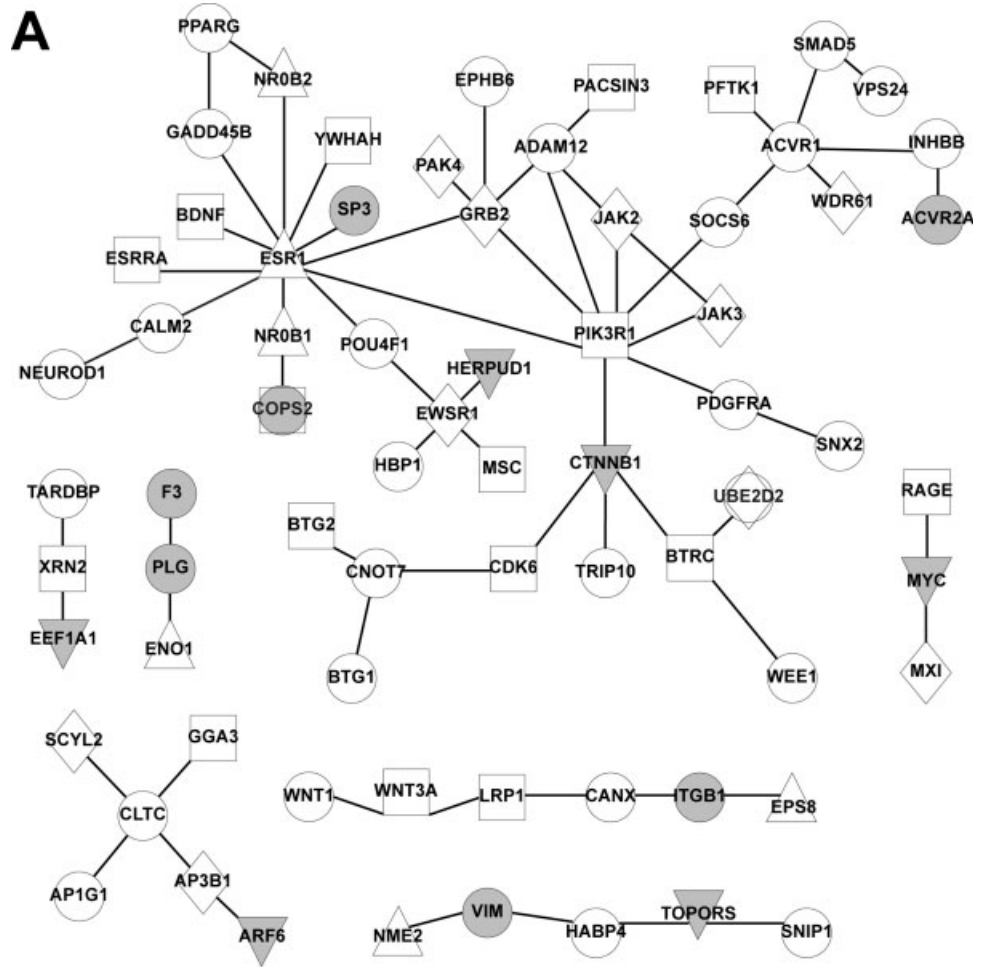 A
PPARG
SMAD5
NR0B2
EPHB6
PACSIN3
PFTK1
VPS24
GADD45B
YWHAH
ADAM12
ACVR1
INHBB
PAK4
BDNF
SP3
GRB2
JAK2
SOCS6
WDR61
ACVR2A
ESRRA
ESR1
CALM2
NR0B1
POU4F1
PIK3R1
JAK3
NEUROD1
HERPUD1
COPS2
EWSR1
PDGFRA
SNX2
HBP1
MSC
CTNNB1
TARDBP
F3
UBE2D2
RAGE
BTG2
XRN2
PLG
CNOT7
CDK6
TRIP10
BTRC
MYC
EEF1A1
ENO1
BTG1
WEE1
MXI
SCYL2
GGA3
WNT1
WNT3A
LRP1
CANX
ITGB1
EPS8
CLTC
AP1G1
AP3B1
ARF6
NME2
VIM
HABP4
TOPORS
SNIP1